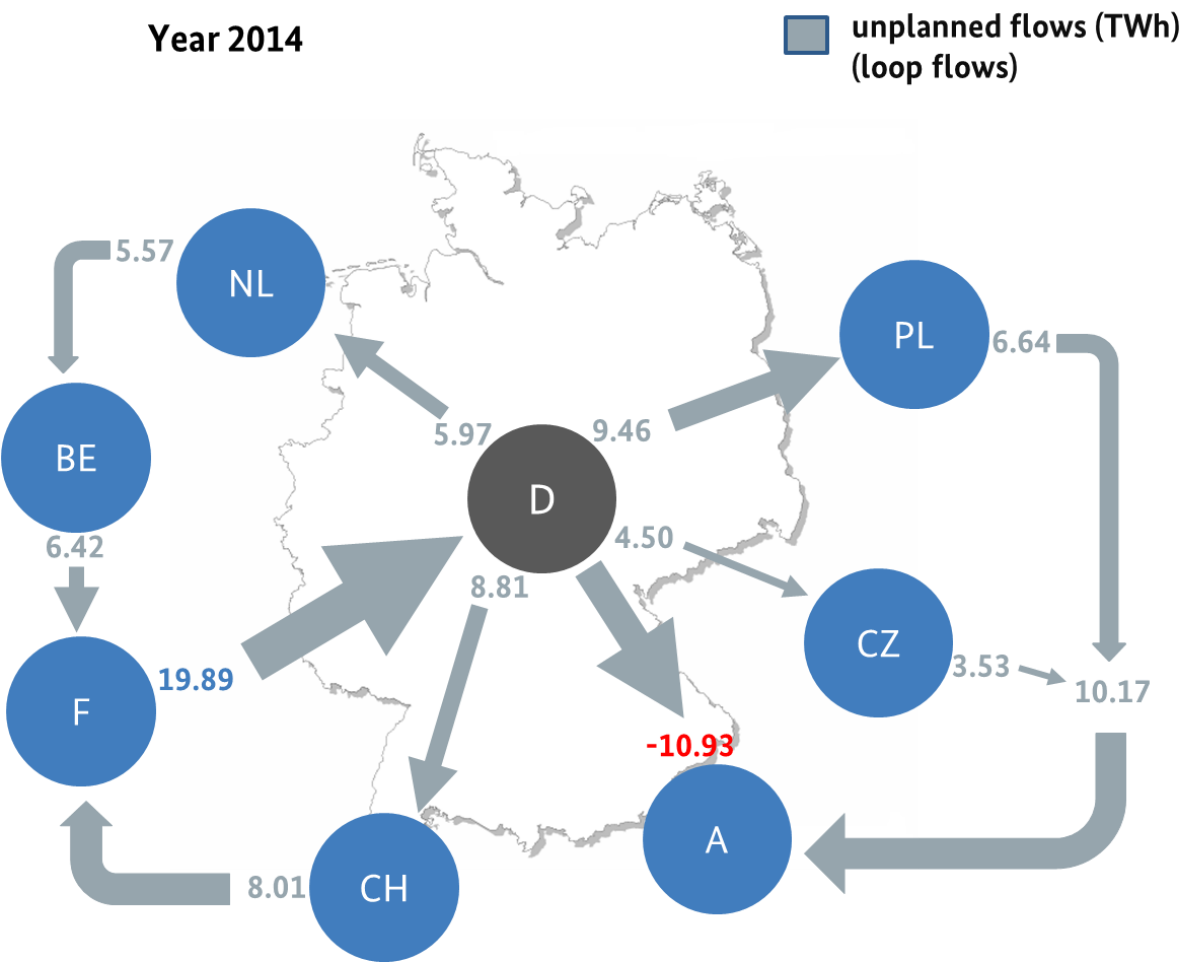 Year 2014
unplanned flows (TWh)
(loop flows)
5.57
NL
PL
6.64
5.97
9.46
BE
D
6.42
4.50
8.81
CZ
3.53
19.89
F
10.17
-10.93
A
8.01
CH